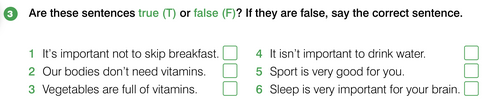 3 Are these sentences true (T) or false (F)? If they are false, say the correct sentence.
1 It's important not to skip breakfast.
2 Our bodies don't need vitamins.
3 Vegetables are full of vitamins.
4 It isn't important to drink water.
5 Sport is very good for you.
6 Sleep is very important for your brain.